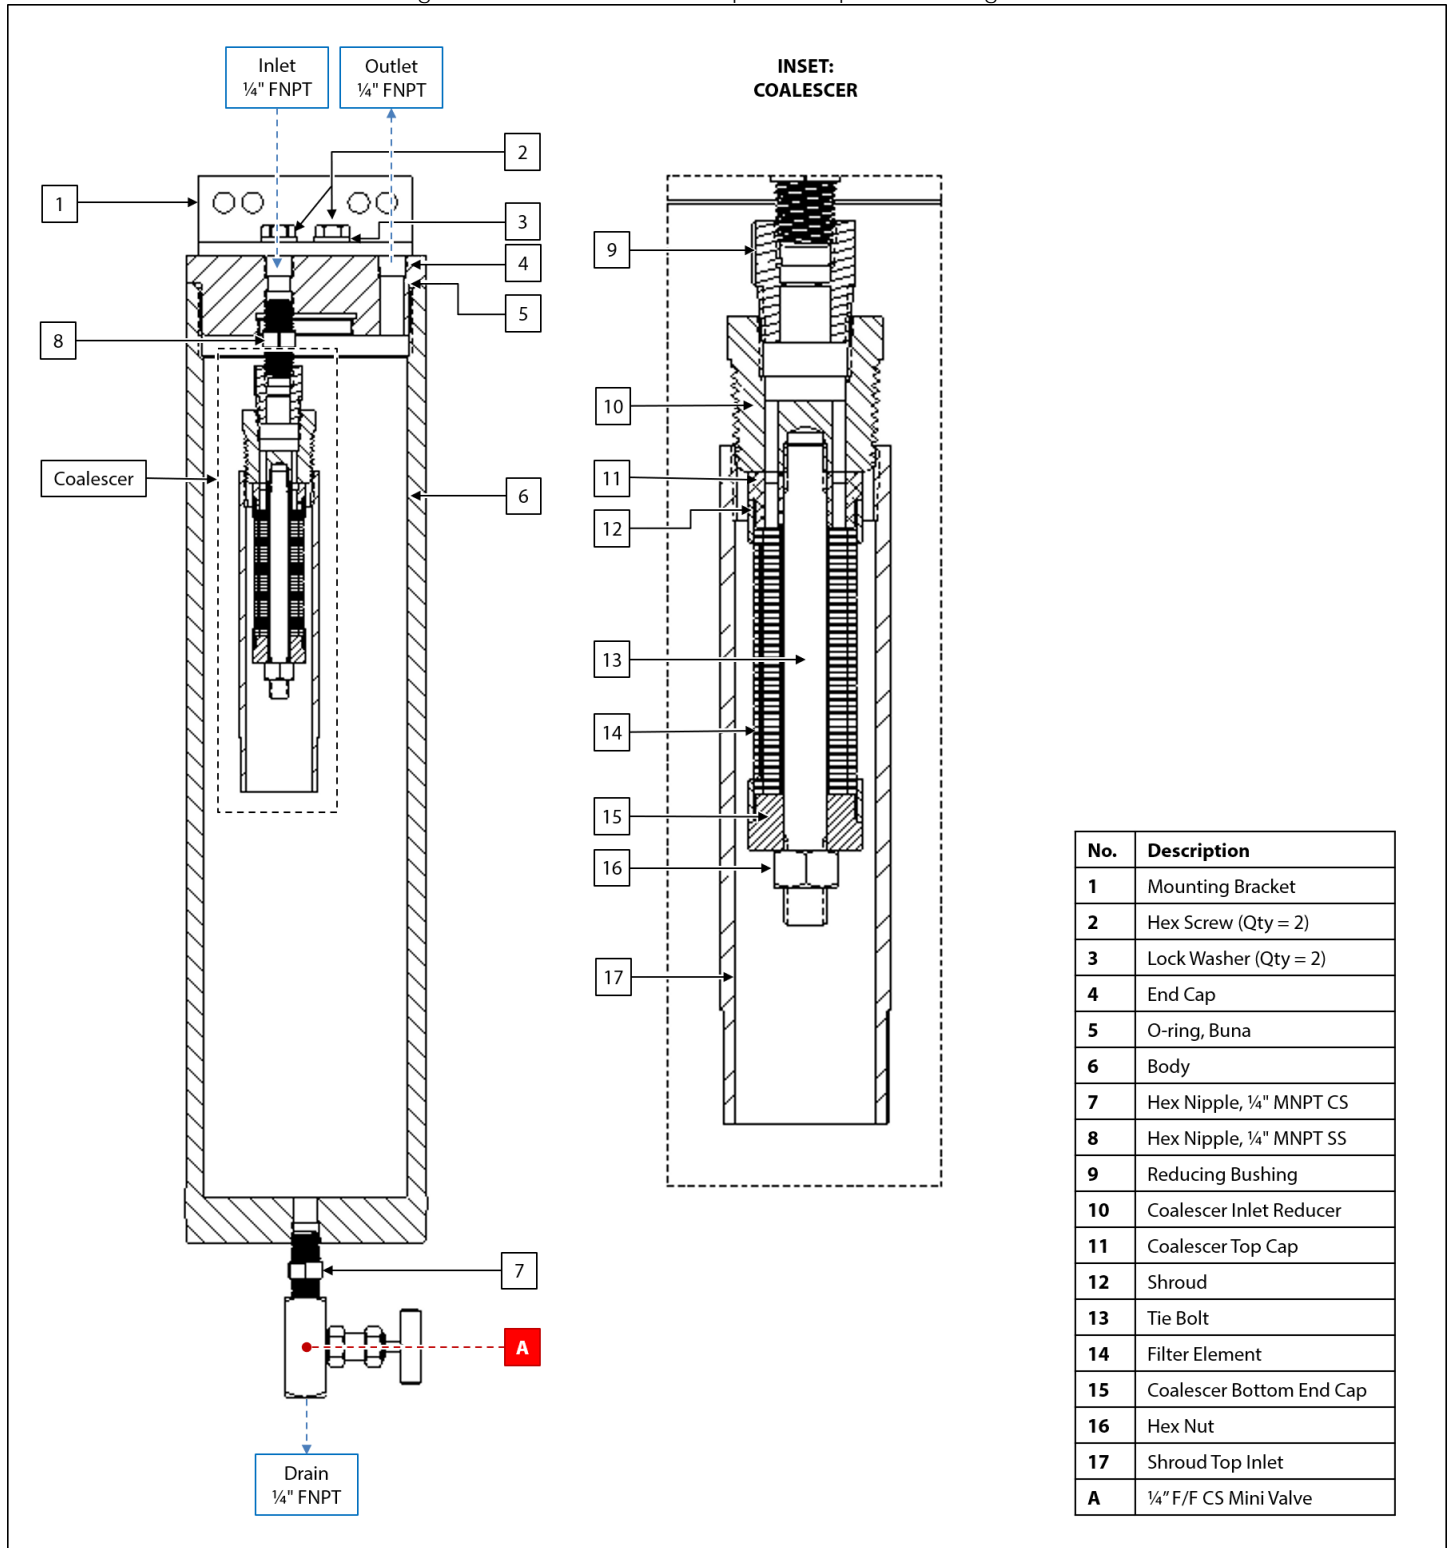 Inlet
¼" FNPT
Outlet
¼" FNPT
INSET:
COALESCER
2
1
3
4
5
8
Coalescer
6
9
10
11
12
13
14
15
16
17
7
A
Drain
¼" FNPT
No. Description
1 Mounting Bracket
2 Hex Screw (Qty = 2)
3 Lock Washer (Qty = 2)
4 End Cap
5 O-ring, Buna
6 Body
7 Hex Nipple, ¼" MNPT CS
8 Hex Nipple, ¼" MNPT SS
9 Reducing Bushing
10 Coalescer Inlet Reducer
11 Coalescer Top Cap
12 Shroud
13 Tie Bolt
14 Filter Element
15 Coalescer Bottom End Cap
16 Hex Nut
17 Shroud Top Inlet
A ¼” F/F CS Mini Valve